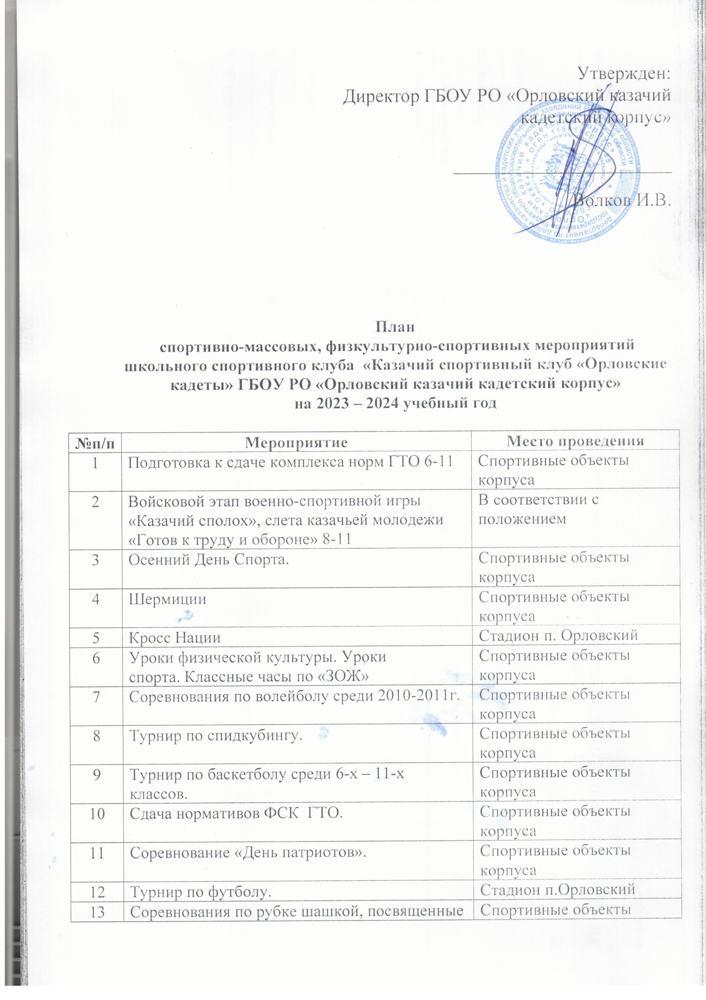 Утвержден:
Директор ГБОУ РО «Орловский казачий
кадетский корпус»
Волков И.В.
План
спортивно-массовых, физкультурно-спортивных мероприятий
школьного спортивного клуба «Казачий спортивный клуб «Орловские
кадеты» ГБОУ РО «Орловский казачий кадетский корпус»
на 2023 – 2024 учебный год
№п/п Мероприятие Место проведения
1 Подготовка к сдаче комплекса норм ГТО 6-11 Спортивные объекты
корпуса
2 Войсковой этап военно-спортивной игры В соответствии с
«Казачий сполох», слета казачьей молодежи положением
«Готов к труду и обороне» 8-11
3 Осенний День Спорта. Спортивные объекты
корпуса
4 Шермиции Спортивные объекты
корпуса
5 Кросс Нации Стадион п. Орловский
6 Уроки физической культуры. Уроки Спортивные объекты
спорта. Классные часы по «ЗОЖ» корпуса
7 Соревнования по волейболу среди 2010-2011г. Спортивные объекты
корпуса
8 Турнир по спидкубингу. Спортивные объекты
корпуса
9 Турнир по баскетболу среди 6-х – 11-х Спортивные объекты
классов. корпуса
10 Сдача нормативов ФСК ГТО. Спортивные объекты
корпуса
11 Соревнование «День патриотов». Спортивные объекты
корпуса
12 Турнир по футболу. Стадион п.Орловский
13 Соревнования по рубке шашкой, посвященные Спортивные объекты